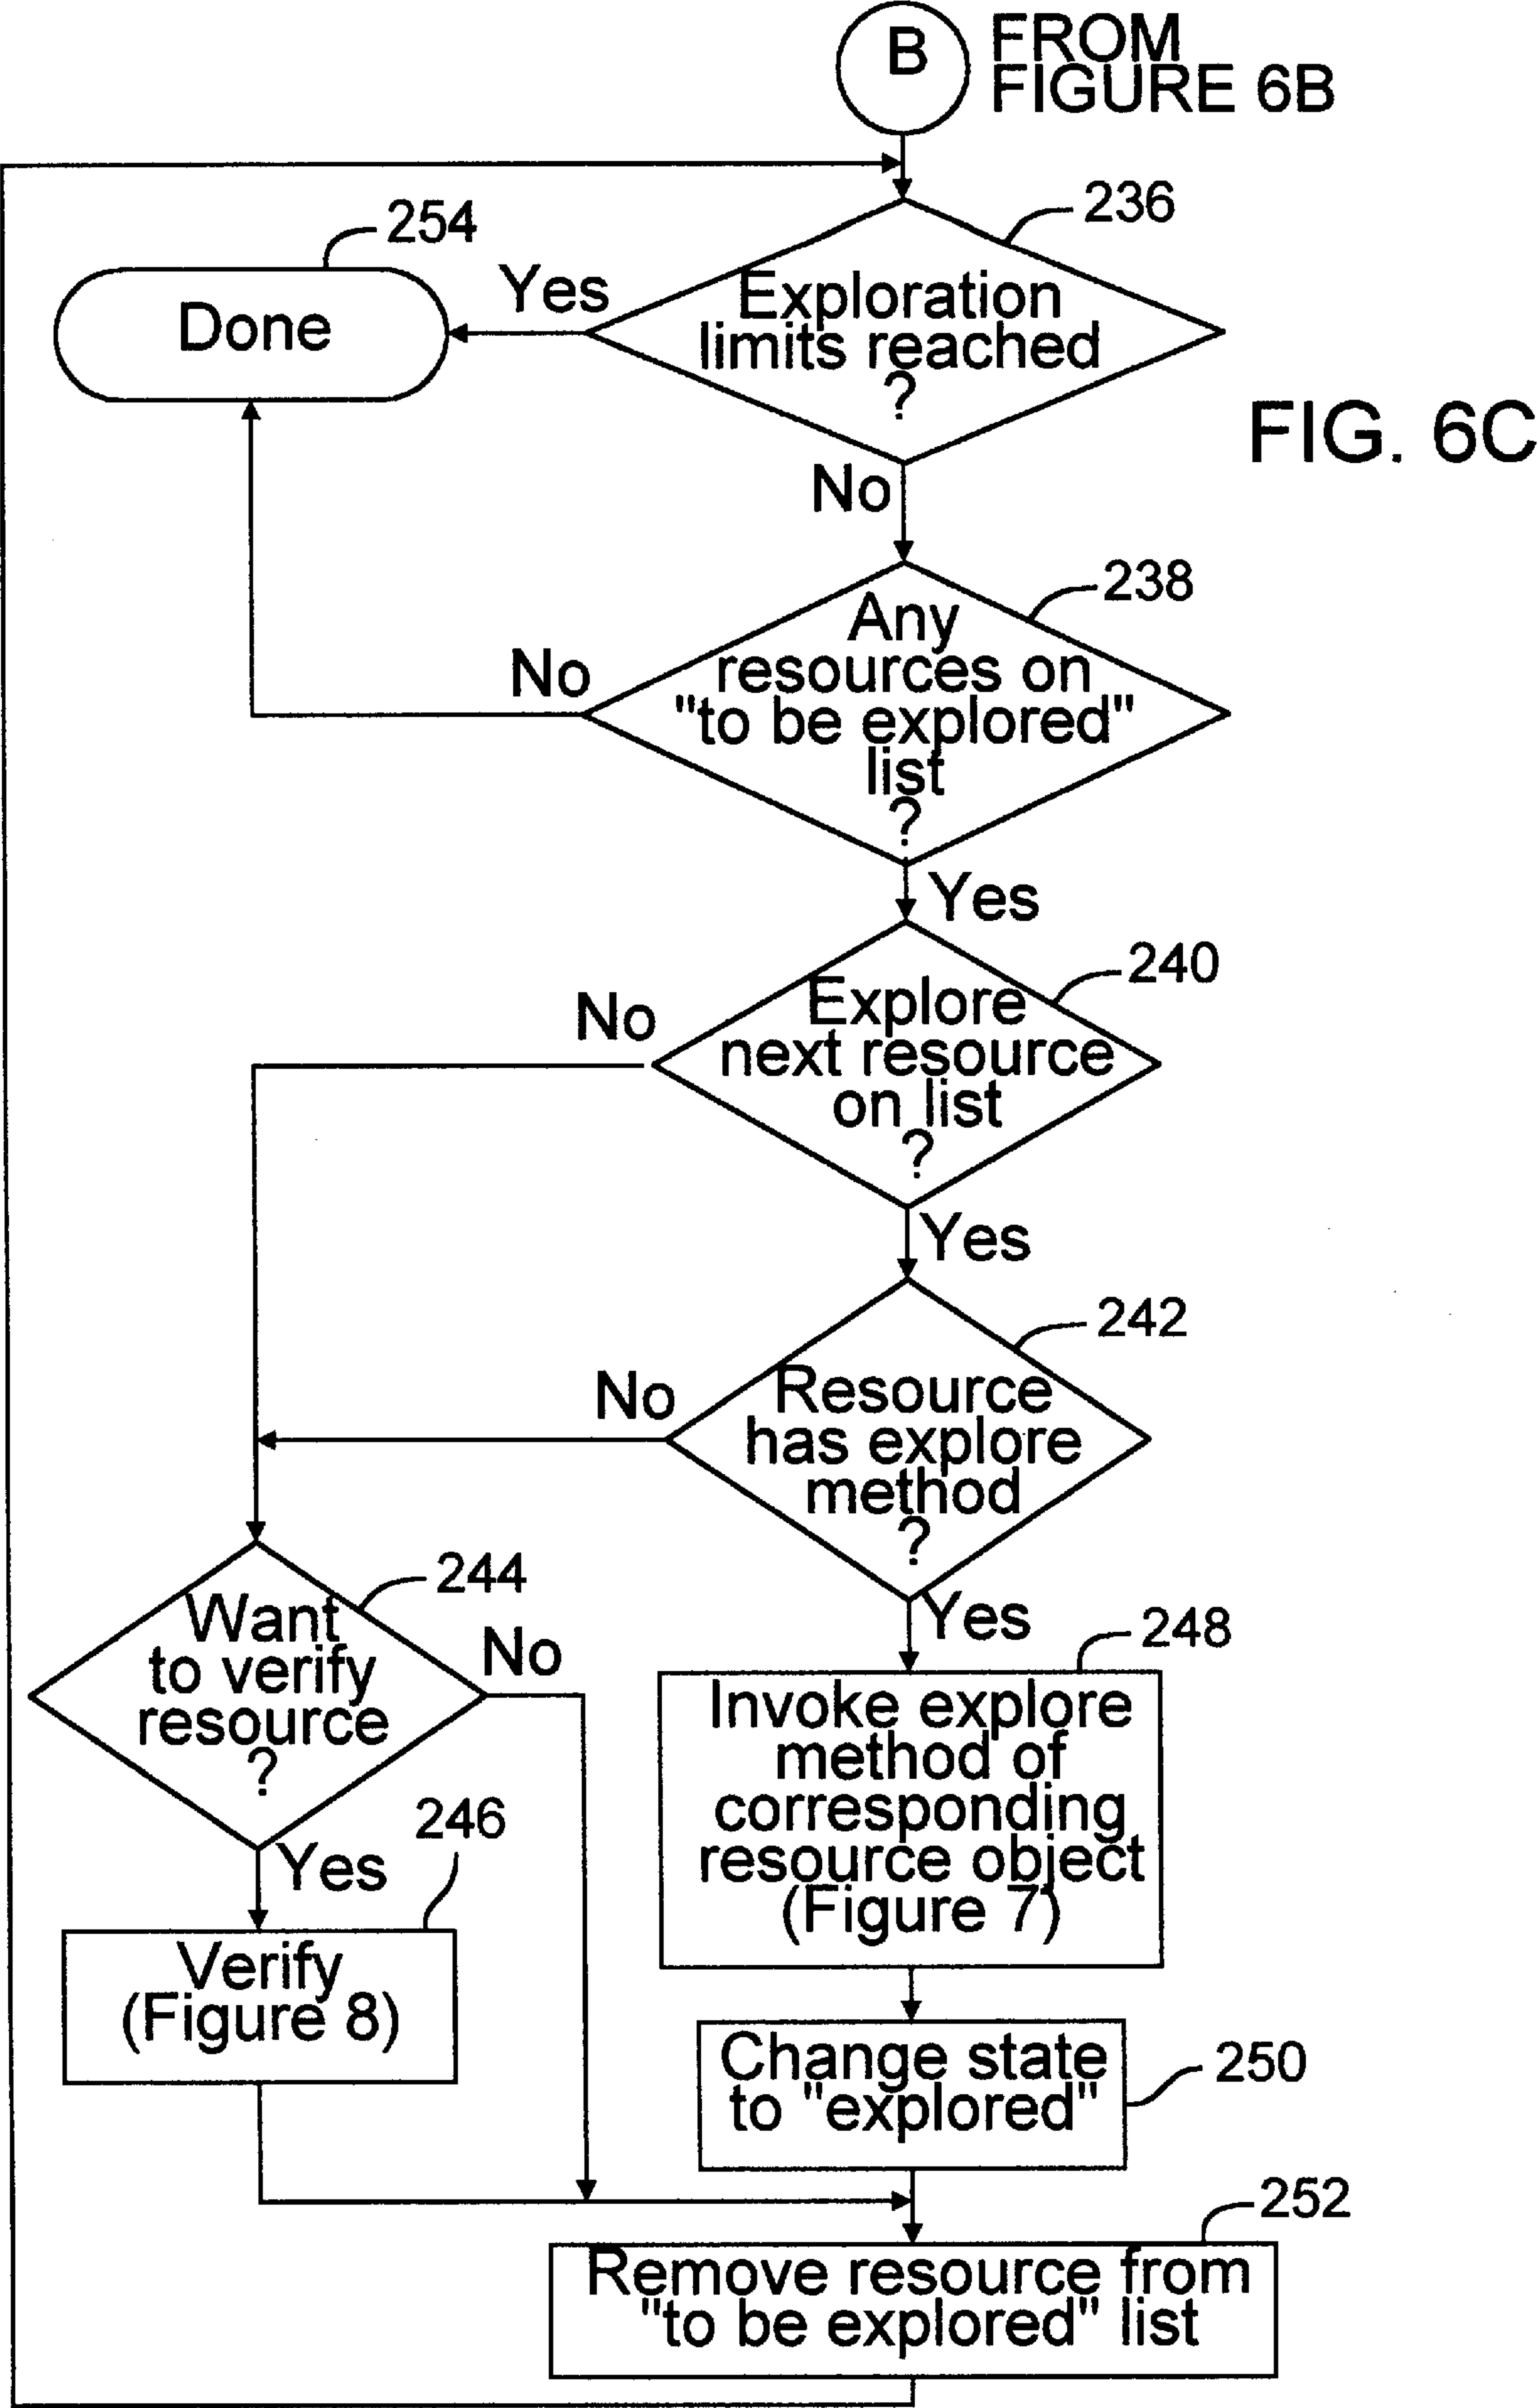 B
FROM
FIGURE 6B
236
254
Yes
Done
Exploration
limits reached
?
FIG. 6C
No
238
Any
resources on
"to be explored"
list
?
No
Yes
240
Explore
next resource
on list
?
No
Yes
242
Resource
has explore
method
?
No
244
Want
to verify
resource
?
No
Yes
248
Invoke explore
method of
corresponding
resource object
(Figure 7)
246
Yes
Verify
(Figure 8)
Change state
to "explored"
250
252
Remove resource from
"to be explored" list